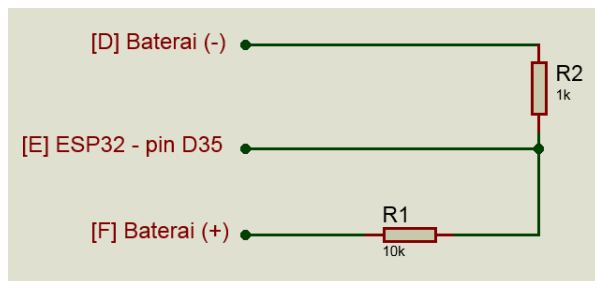 [D] Baterai (-)
R2
1k
[E] ESP32 - pin D35
[F] Baterai (+)
R1
10k